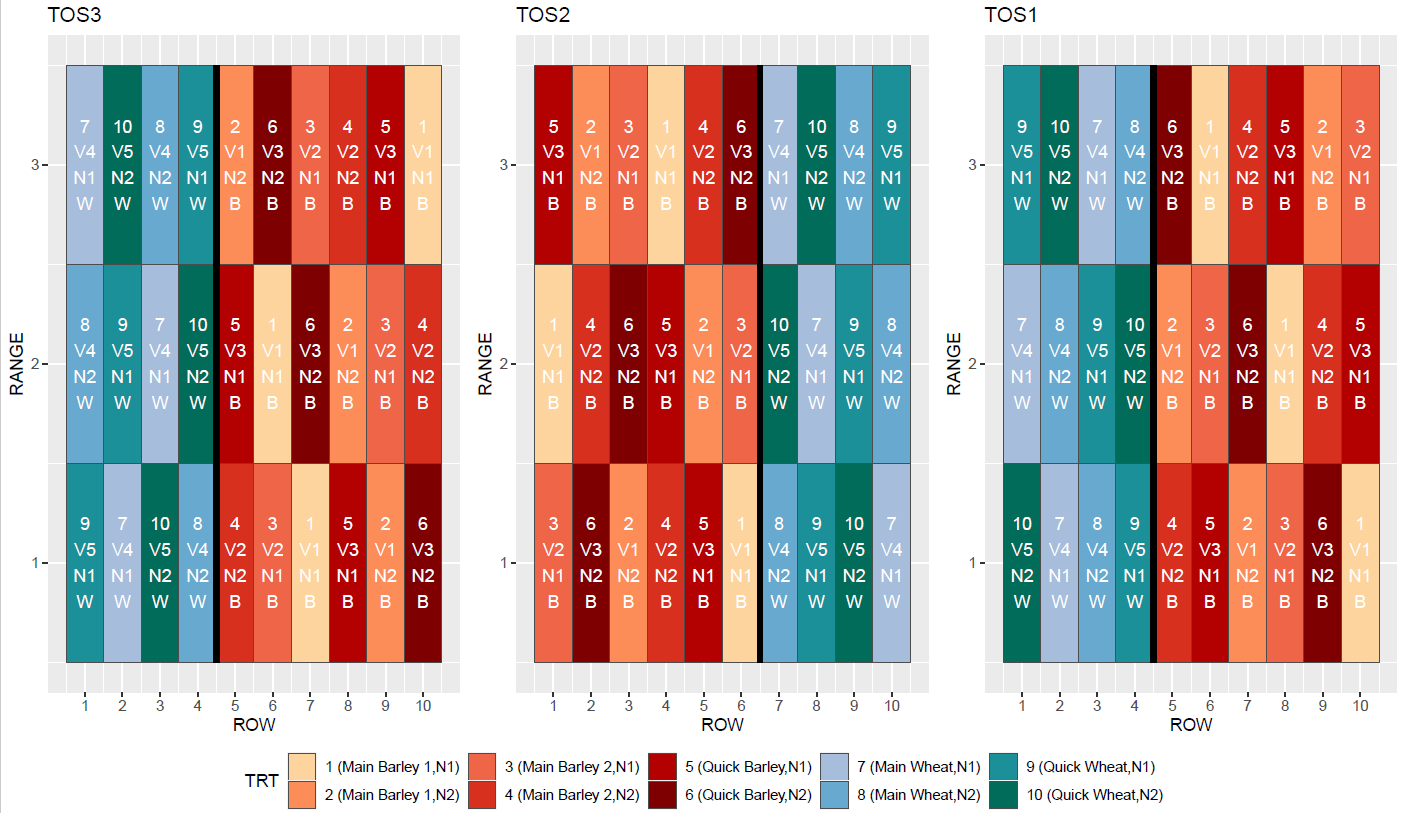 TOS3 TOS2 TOS1
7 10 8 9 2 6 3 4 5 1 5 2 3 1 4 6 7 10 8 9 9 10 7 8 6 1 4 5 2 3
V4 V5 V4 V5 V1 V3 V2 V2 V3 V1 V3 V1 V2 V1 V2 V3 V4 V5 V4 V5 V5 V5 V4 V4 V3 V1 V2 V3 V1 V2
3 3 3
N1 N2 N2 N1 N2 N2 N1 N2 N1 N1 N1 N2 N1 N1 N2 N2 N1 N2 N2 N1 N1 N2 N1 N2 N2 N1 N2 N1 N2 N1
W W W W B B B B B B B B B B B B W W W W W W W W B B B B B B
8 9 7 10 5 1 6 2 3 4 1 4 6 5 2 3 10 7 9 8 7 8 9 10 2 3 6 1 4 5
V4 V5 V4 V5 V3 V1 V3 V1 V2 V2 V1 V2 V3 V3 V1 V2 V5 V4 V5 V4 V4 V4 V5 V5 V1 V2 V3 V1 V2 V3
RANGE 2 RANGE 2 RANGE 2
N2 N1 N1 N2 N1 N1 N2 N2 N1 N2 N1 N2 N2 N1 N2 N1 N2 N1 N1 N2 N1 N2 N1 N2 N2 N1 N2 N1 N2 N1
W W W W B B B B B B B B B B B B W W W W W W W W B B B B B B
9 7 10 8 4 3 1 5 2 6 3 6 2 4 5 1 8 9 10 7 10 7 8 9 4 5 2 3 6 1
V5 V4 V5 V4 V2 V2 V1 V3 V1 V3 V2 V3 V1 V2 V3 V1 V4 V5 V5 V4 V5 V4 V4 V5 V2 V3 V1 V2 V3 V1
1 1 1
N1 N1 N2 N2 N2 N1 N1 N1 N2 N2 N1 N2 N2 N2 N1 N1 N2 N1 N2 N1 N2 N1 N2 N1 N2 N1 N2 N1 N2 N1
W W W W B B B B B B B B B B B B W W W W W W W W B B B B B B
1 2 3 4 5 6 7 8 9 10 1 2 3 4 5 6 7 8 9 10 1 2 3 4 5 6 7 8 9 10
ROW ROW ROW
TRT
1 (Main Barley 1,N1) 3 (Main Barley 2,N1) 5 (Quick Barley,N1) 7 (Main Wheat,N1) 9 (Quick Wheat,N1)
2 (Main Barley 1,N2) 4 (Main Barley 2,N2) 6 (Quick Barley,N2) 8 (Main Wheat,N2) 10 (Quick Wheat,N2)